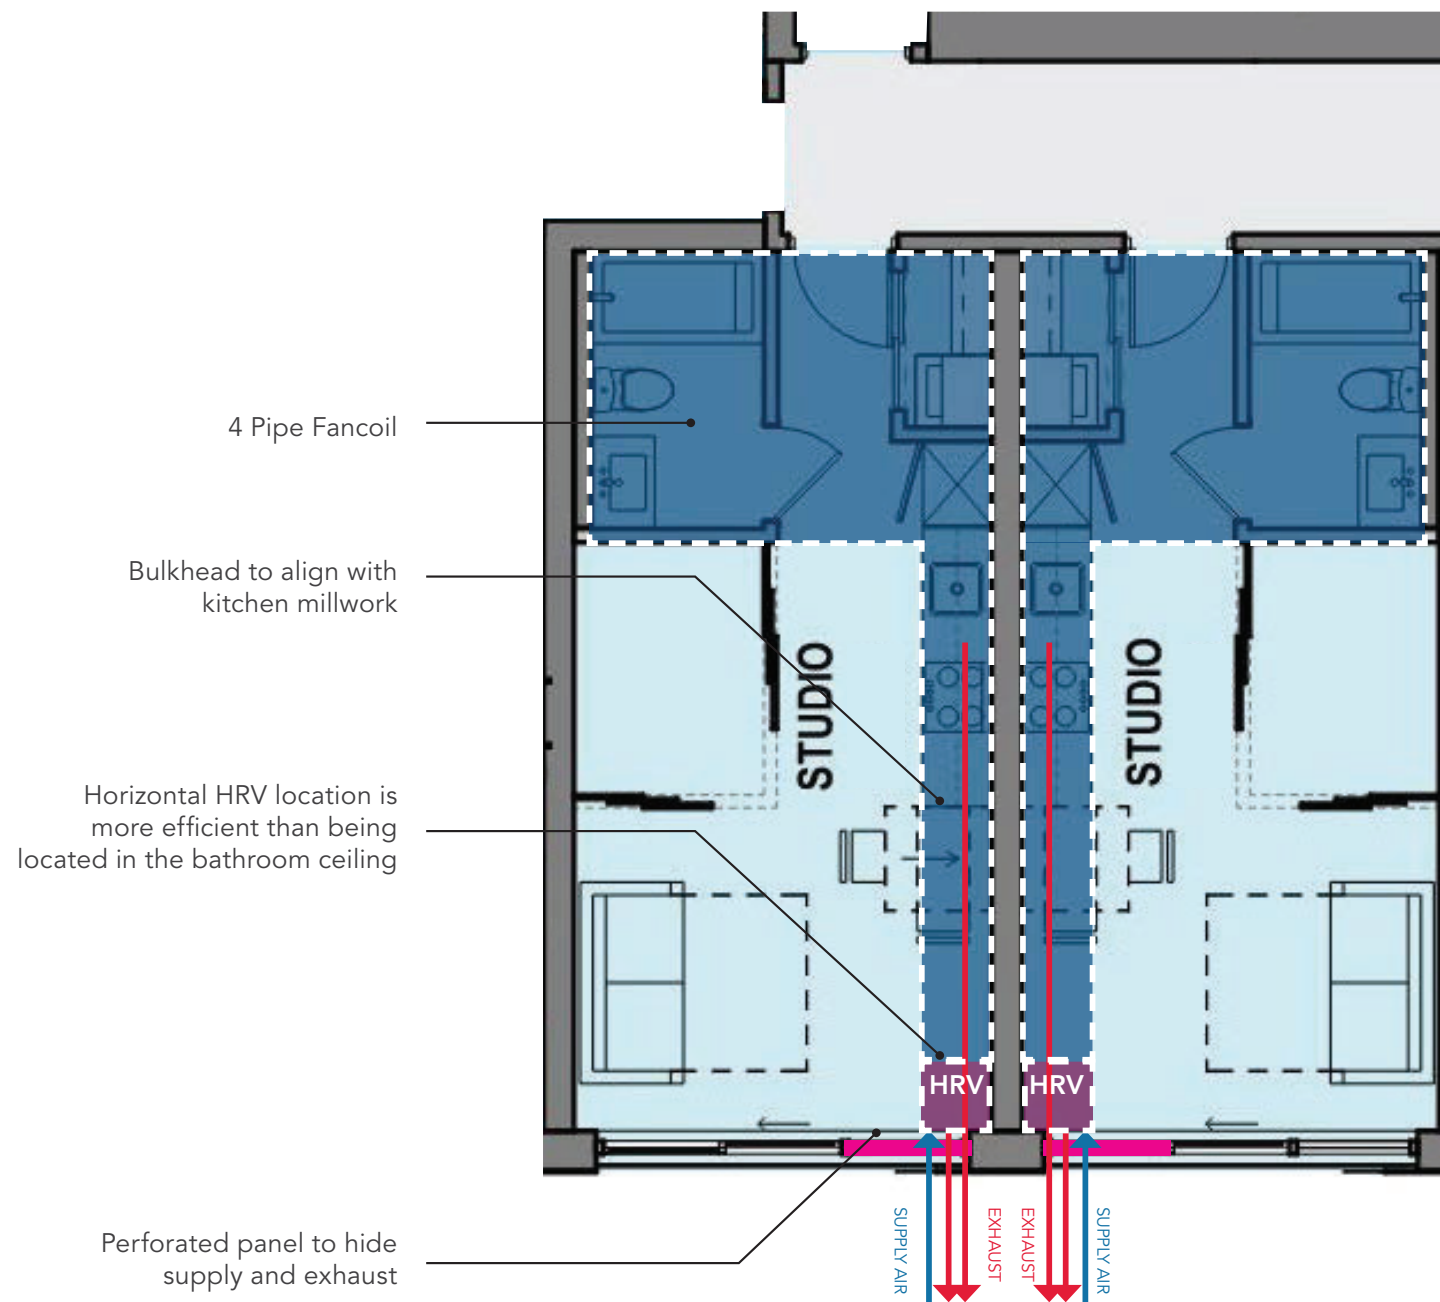 4 Pipe Fancoil
Bulkhead to align with
kitchen millwork
STUDIO
STUDIO
Horizontal HRV location is
more efficient than being
located in the bathroom ceiling
HRV
HRV
SUPPLY AIR
EXHAUST
EXHAUST
SUPPLY AIR
Perforated panel to hide
supply and exhaust